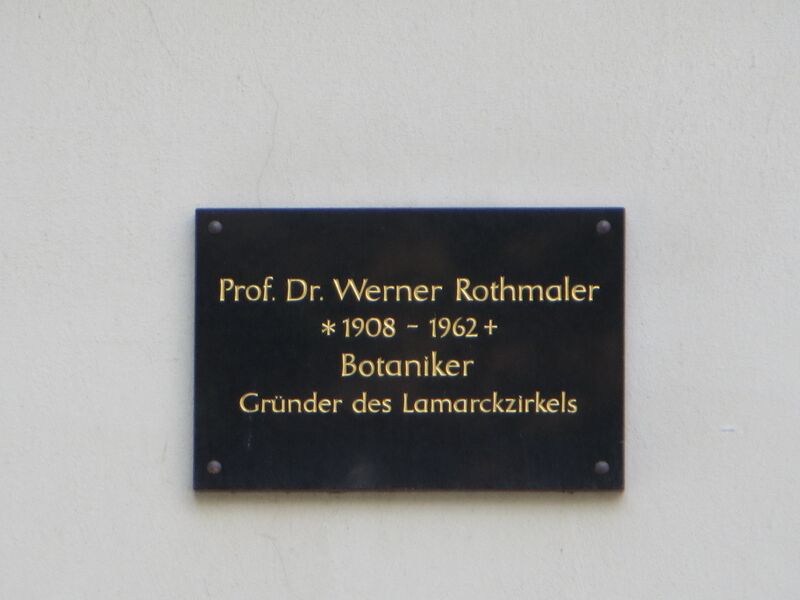 Prof. Dr. Werner Rothmaler
*1908 - 1962+
Botaniker
Gründer des Lamarckzirkels